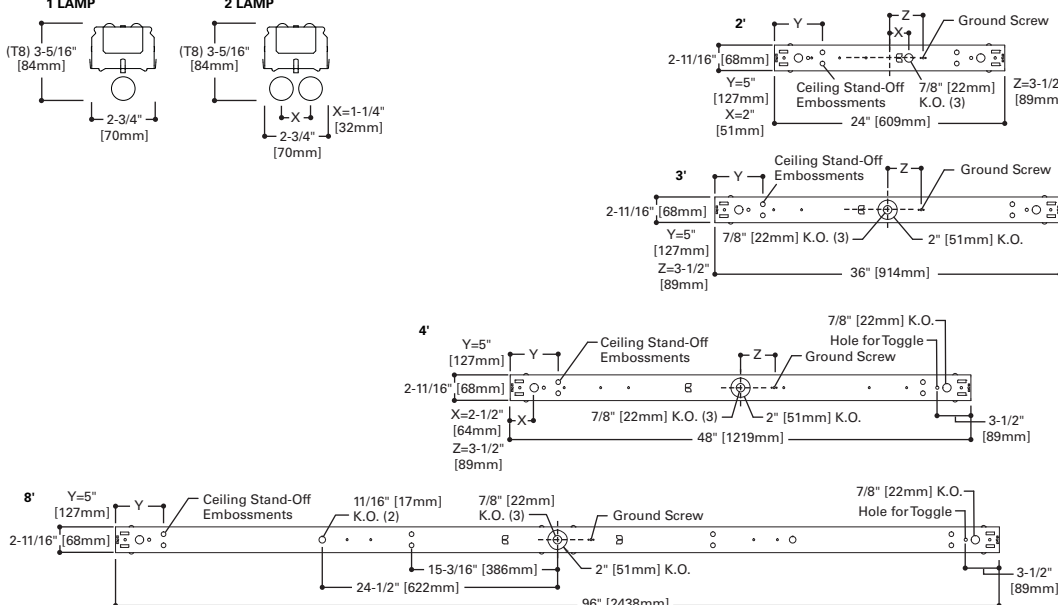 1 LAMP
(T8) 3-5/16"
[84mm]
2-3/4"
[70mm]
2 LAMP
(T8) 3-5/16"
[84mm]
X
X=1-1/4"
[32mm]
2-3/4"
[70mm]
2'
Y
Z
X
Ground Screw
2-11/16" [68mm]
Y=5"
[127mm]
X=2"
[51mm]
Ceiling Stand-Off
Embossments
7/8" [22mm]
K.O. (3)
Z=3-1/2
[89mm
24" [609mm]
3'
Y
Ceiling Stand-Off
Embossments
Z
Ground Screw
2-11/16" [68mm]
Y=5"
[127mm]
Z=3-1/2"
[89mm]
7/8" [22mm] K.O. (3)
2" [51mm] K.O.
36" [914mm]
4'
Y=5"
[127mm]
Y
Ceiling Stand-Off
Embossments
Z
7/8" [22mm] K.O.
Hole for Toggle
Ground Screw
2-11/16" [68mm]
X=2-1/2"
[64mm]
Z=3-1/2"
[89mm]
X
7/8" [22mm] K.O. (3)
2" [51mm] K.O.
3-1/2"
[89mm]
48" [1219mm]
8'
Y=5"
[127mm]
Y
Ceiling Stand-Off
Embossments
11/16" [17mm]
K.O. (2)
7/8" [22mm]
K.O. (3)
Ground Screw
7/8" [22mm] K.O.
Hole for Toggle
2-11/16" [68mm]
15-3/16" [386mm]
2" [51mm] K.O.
24-1/2" [622mm]
3-1/2"
[89mm]
96" [2438mm]